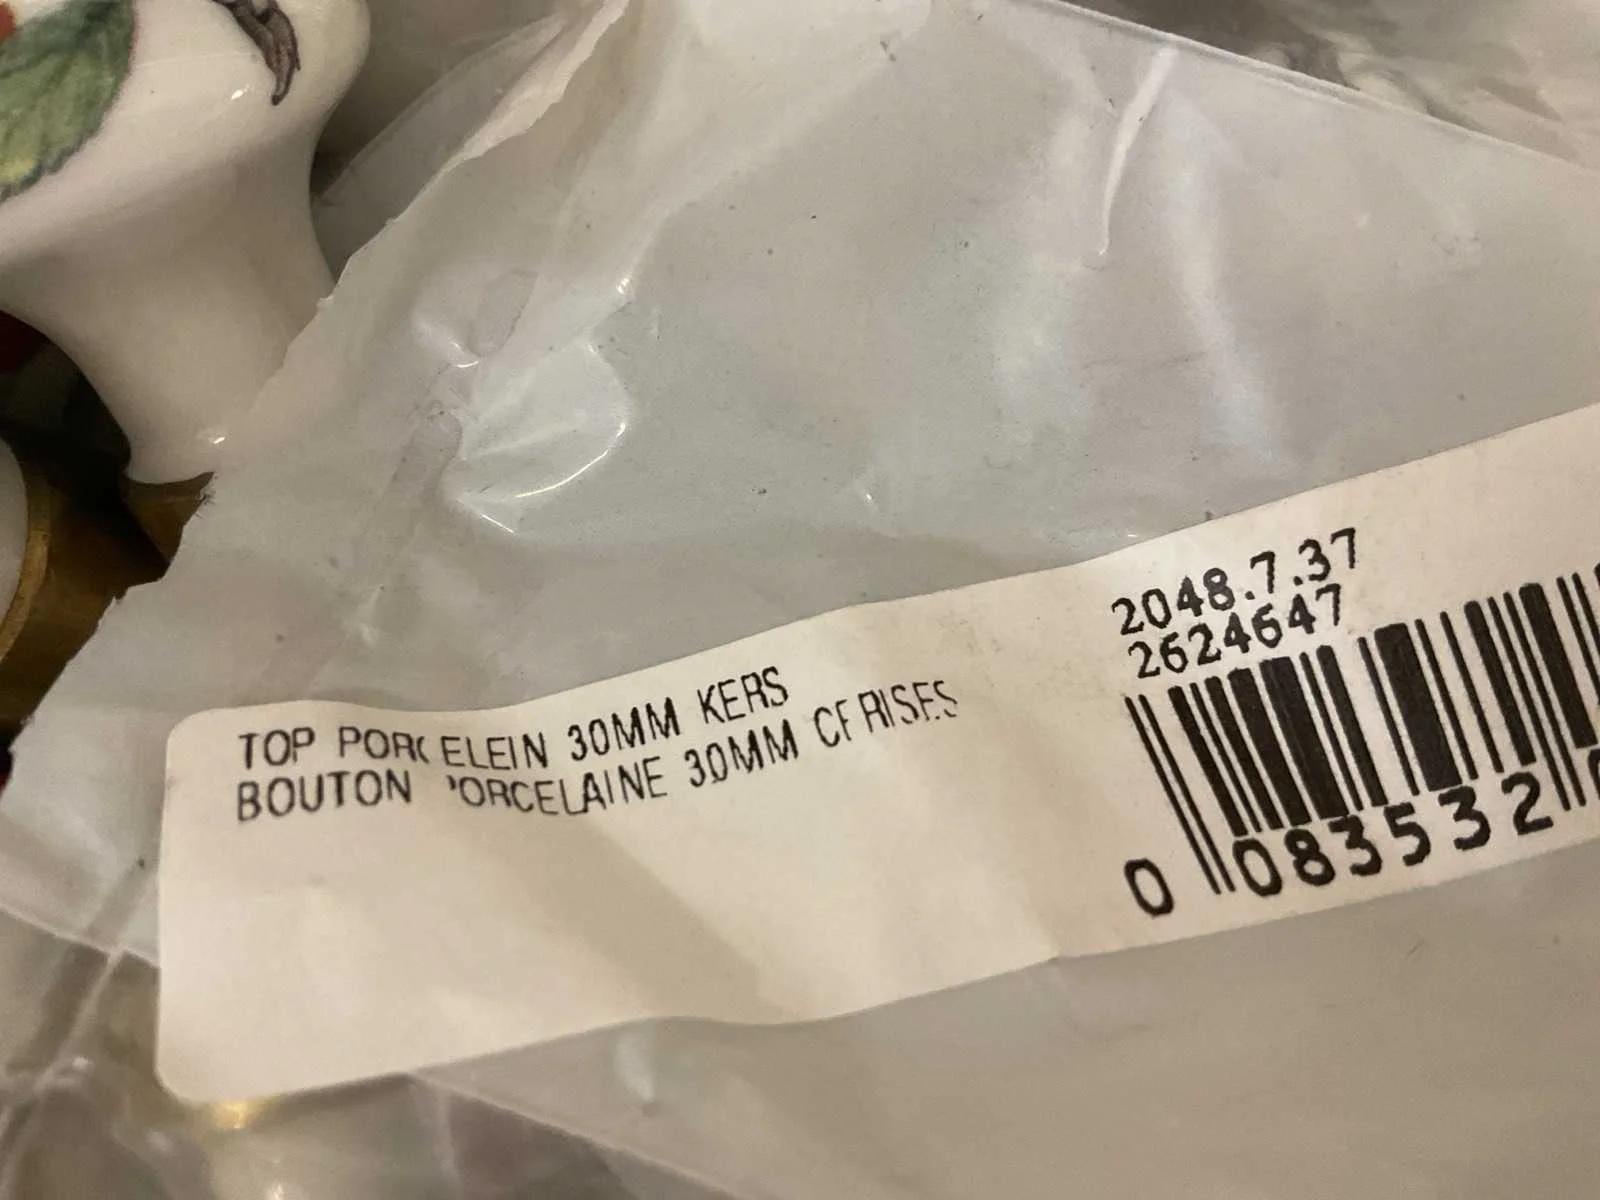 2048.7.37
2624647
TOP PORCELEIN 30MM KERS
BOUTON PORCELAINE 30MM CERISES
0 083532